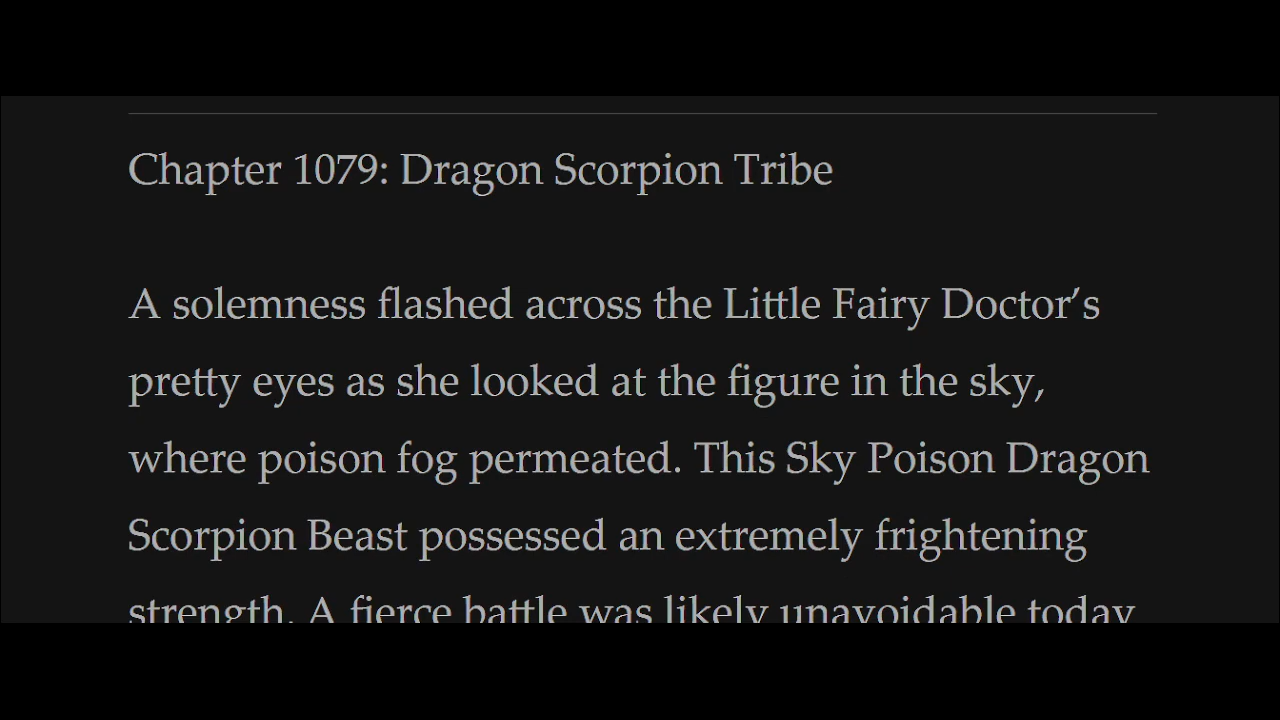 Chapter 1079: Dragon Scorpion Tribe
A solemness flashed across the Little Fairy Doctor’s
pretty eyes as she looked at the figure in the sky,
where poison fog permeated. This Sky Poison Dragon
Scorpion Beast possessed an extremely frightening
strength. A fierce battle was likely unavoidable today